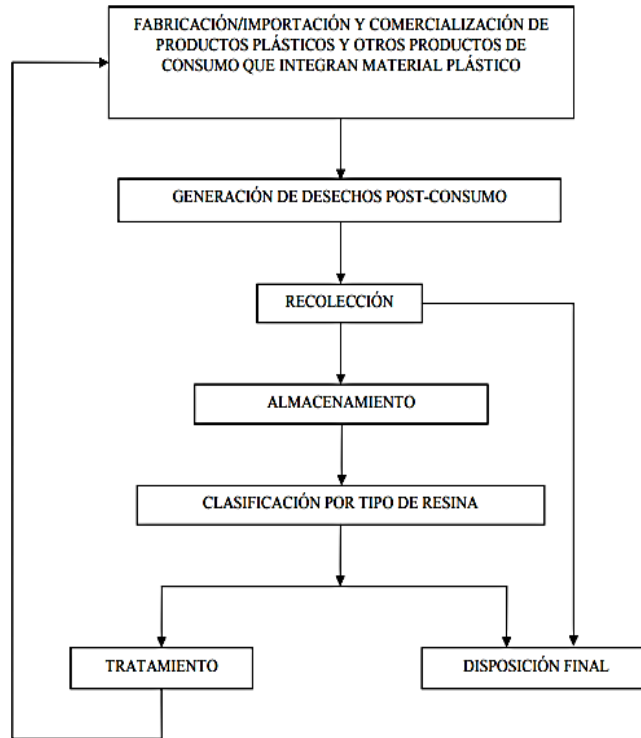 FABRICACIÓN/IMPORTACIÓN Y COMERCIALIZACIÓN DE
PRODUCTOS PLÁSTICOS Y OTROS PRODUCTOS DE
CONSUMO QUE INTEGRAN MATERIAL PLÁSTICO
GENERACIÓN DE DESECHOS POST-CONSUMO
RECOLECCIÓN
ALMACENAMIENTO
CLASIFICACIÓN POR TIPO DE RESINA
TRATAMIENTO
DISPOSICIÓN FINAL